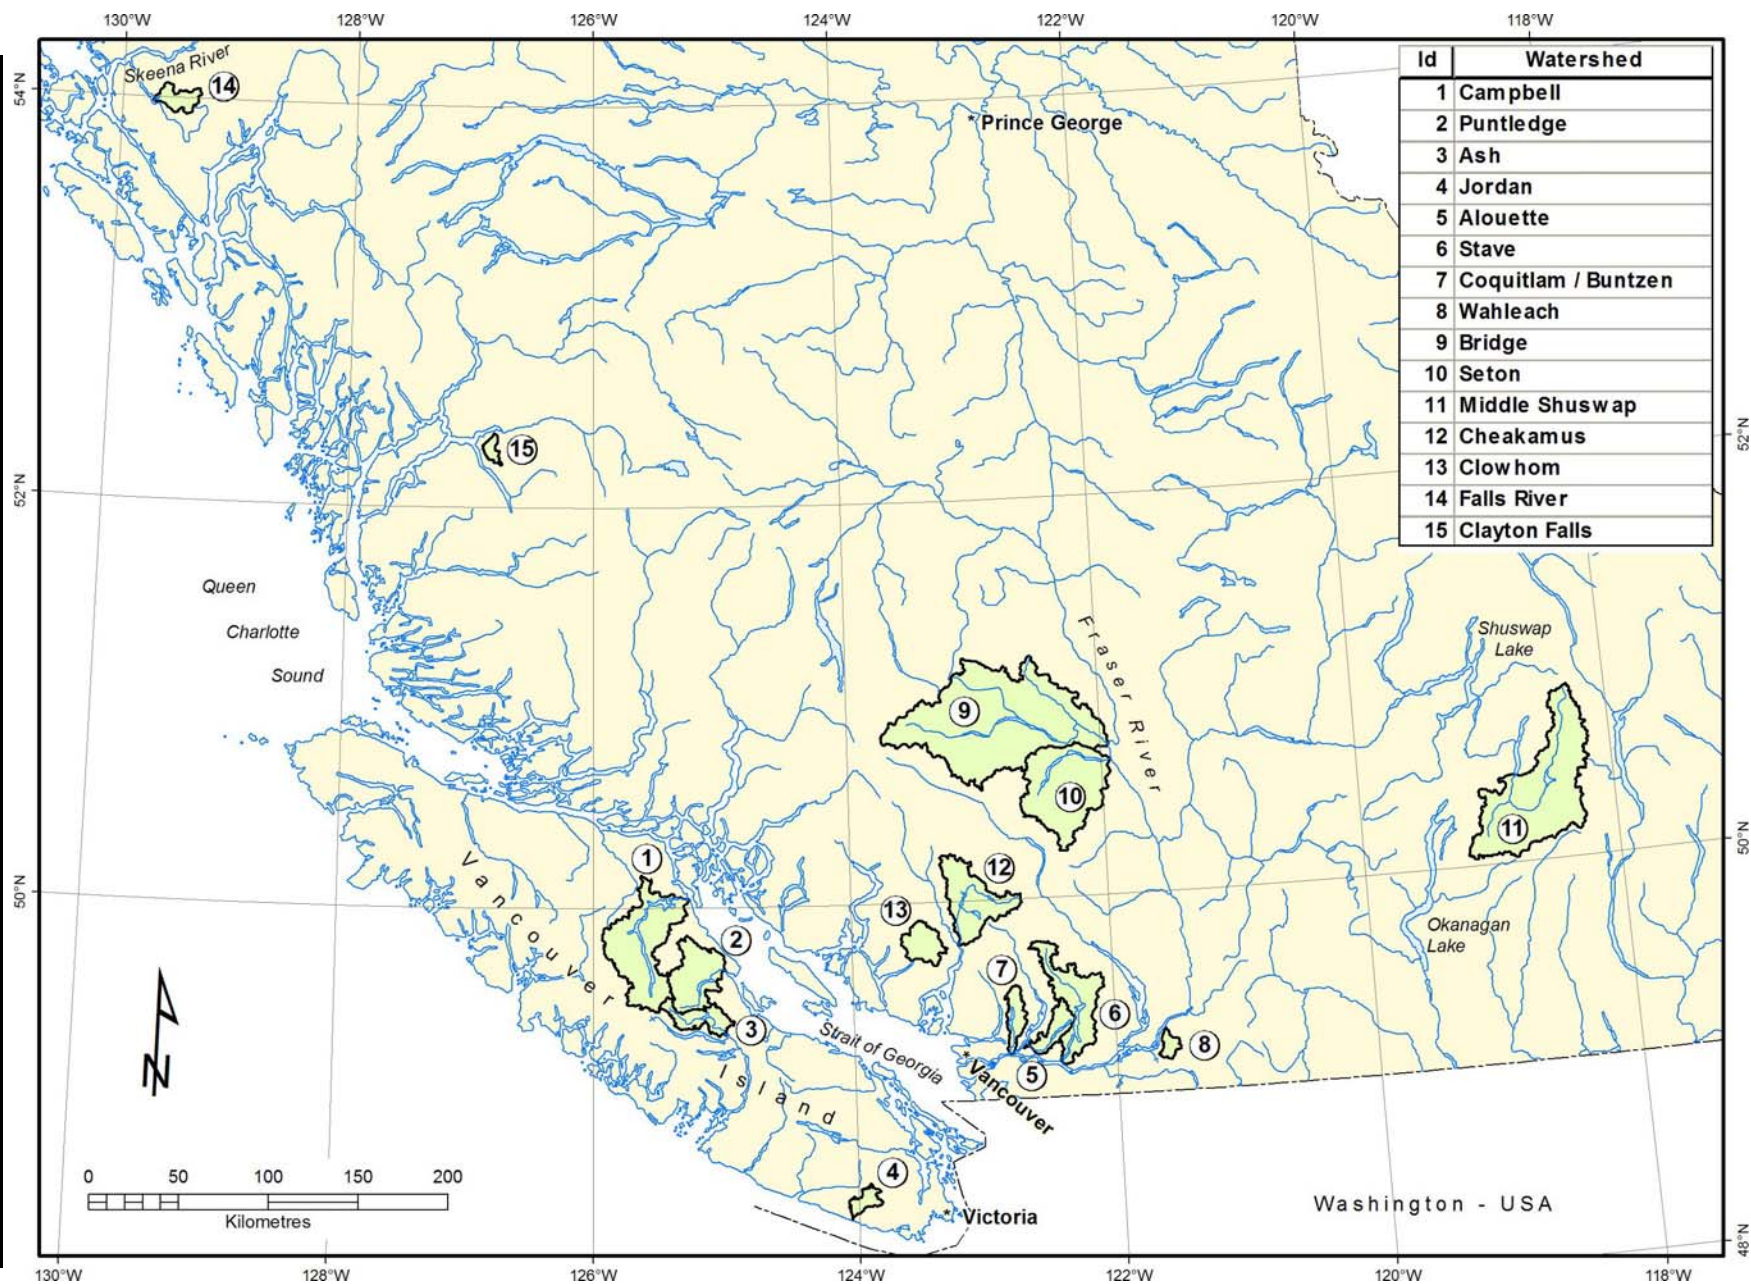 130°W 128°W 126°W 124°W 122°W 120°W 118°W
54°N
Skeena River
14
* Prince George
Id Watershed
1 Campbell
2 Puntledge
3 Ash
4 Jordan
5 Alouette
6 Stave
7 Coquitlam / Buntzen
8 Wahleach
9 Bridge
10 Seton
11 Middle Shuswap
12 Cheakamus
13 Clowhom
14 Falls River
15 Clayton Falls
52°N
52°N
15
Queen
Charlotte
Sound
Fraser River
Shuswap
Lake
9
10
11
50°N
50°N
1
12
13
2
Okanagan
Lake
7
6
3
8
5
Vancouver Island
Strait of Georgia
* Vancouver
N
4
0 50 100 150 200
Kilometres
* Victoria
Washington - USA
48°N
130°W 128°W 126°W 124°W 122°W 120°W 118°W